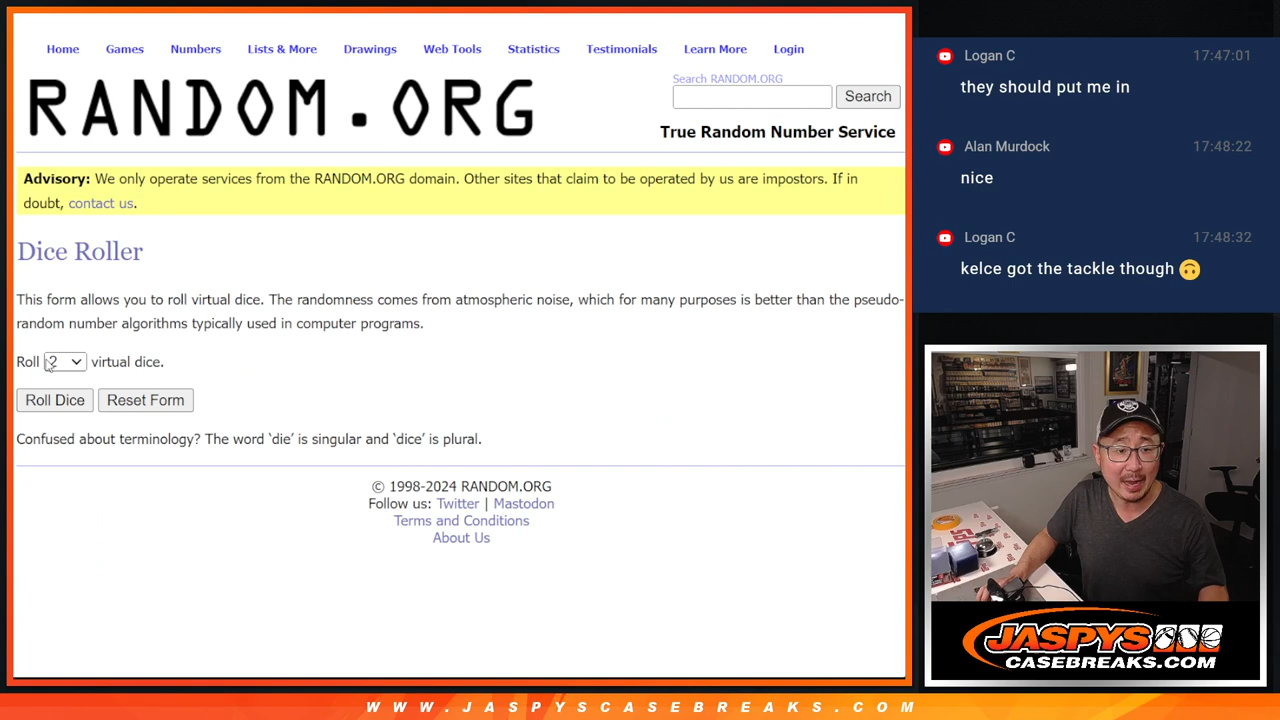 Home Games Numbers Lists & More Drawings Web Tools Statistics Testimonials Learn More Login
RANDOM.ORG
Search RANDOM.ORG
Search
True Random Number Service
Advisory: We only operate services from the RANDOM.ORG domain. Other sites that claim to be operated by us are impostors. If in
doubt, contact us.
Dice Roller
This form allows you to roll virtual dice. The randomness comes from atmospheric noise, which for many purposes is better than the pseudo-
random number algorithms typically used in computer programs.
Roll 2 virtual dice.
Roll Dice Reset Form
Confused about terminology? The word ‘die’ is singular and ‘dice’ is plural.
© 1998-2024 RANDOM.ORG
Follow us: Twitter | Mastodon
Terms and Conditions
About Us
Logan C 17:47:01
they should put me in
Alan Murdock 17:48:22
nice
Logan C 17:48:32
kelce got the tackle though 🙃
JASPYS
CASEBREAKS.COM
WWW.JASPYSCASEBREAKS.COM